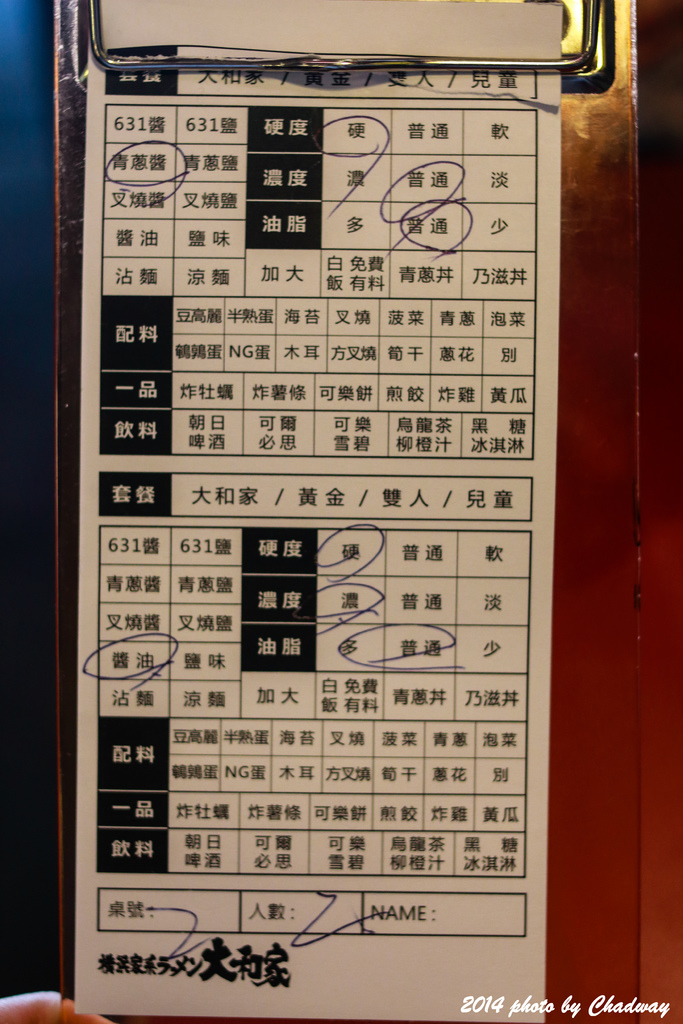 套餐 大和家 / 黃金 / 雙人 / 兒童
631醬 631鹽 硬度 硬 普通 軟
青蔥醬 青蔥鹽
濃度 濃 普通 淡
叉燒醬 叉燒鹽
油脂 多 普通 少
醬油 鹽味
沾麵 涼麵 加大 白飯 免費有料 青蔥丼 乃滋丼
配料 豆高麗 半熟蛋 海苔 叉燒 菠菜 青蔥 泡菜
鵪鶉蛋 NG蛋 木耳 方叉燒 筍干 蔥花 別
一品 炸牡蠣 炸薯條 可樂餅 煎餃 炸雞 黃瓜
飲料 朝日 可爾 可樂 烏龍茶 黑糖
啤酒 必思 雪碧 柳橙汁 冰淇淋
套餐 大和家 / 黃金 / 雙人 / 兒童
631醬 631鹽 硬度 硬 普通 軟
青蔥醬 青蔥鹽
濃度 濃 普通 淡
叉燒醬 叉燒鹽
油脂 多 普通 少
醬油 鹽味
沾麵 涼麵 加大 白飯 免費有料 青蔥丼 乃滋丼
配料 豆高麗 半熟蛋 海苔 叉燒 菠菜 青蔥 泡菜
鵪鶉蛋 NG蛋 木耳 方叉燒 筍干 蔥花 別
一品 炸牡蠣 炸薯條 可樂餅 煎餃 炸雞 黃瓜
飲料 朝日 可爾 可樂 烏龍茶 黑糖
啤酒 必思 雪碧 柳橙汁 冰淇淋
桌號: 2 人數: 2 NAME:
横浜家系ラーメン大和家
2014 photo by Chadway